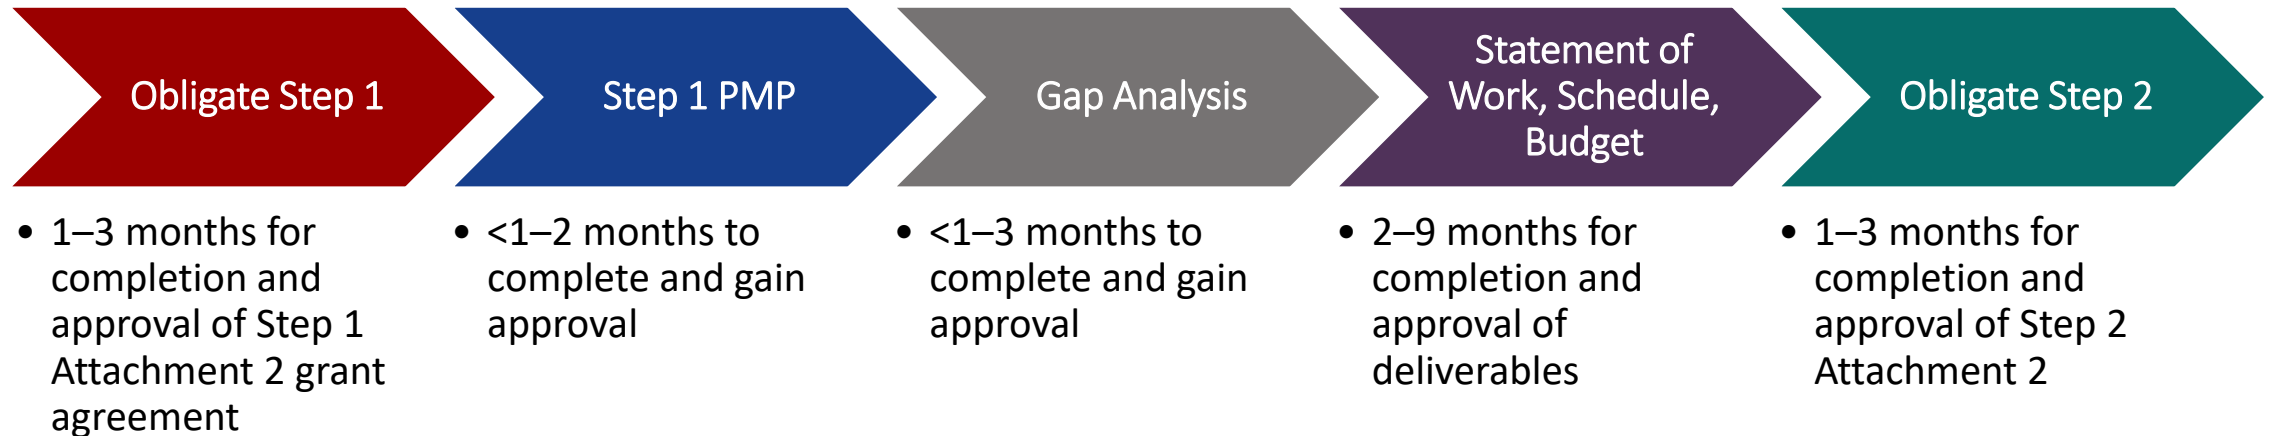 Obligate Step 1
Step 1 PMP
Gap Analysis
Statement of
Work, Schedule,
Budget
Obligate Step 2
• 1–3 months for
completion and
approval of Step 1
Attachment 2 grant
agreement
• <1–2 months to
complete and gain
approval
• <1–3 months to
complete and gain
approval
• 2–9 months for
completion and
approval of
deliverables
• 1–3 months for
completion and
approval of Step 2
Attachment 2